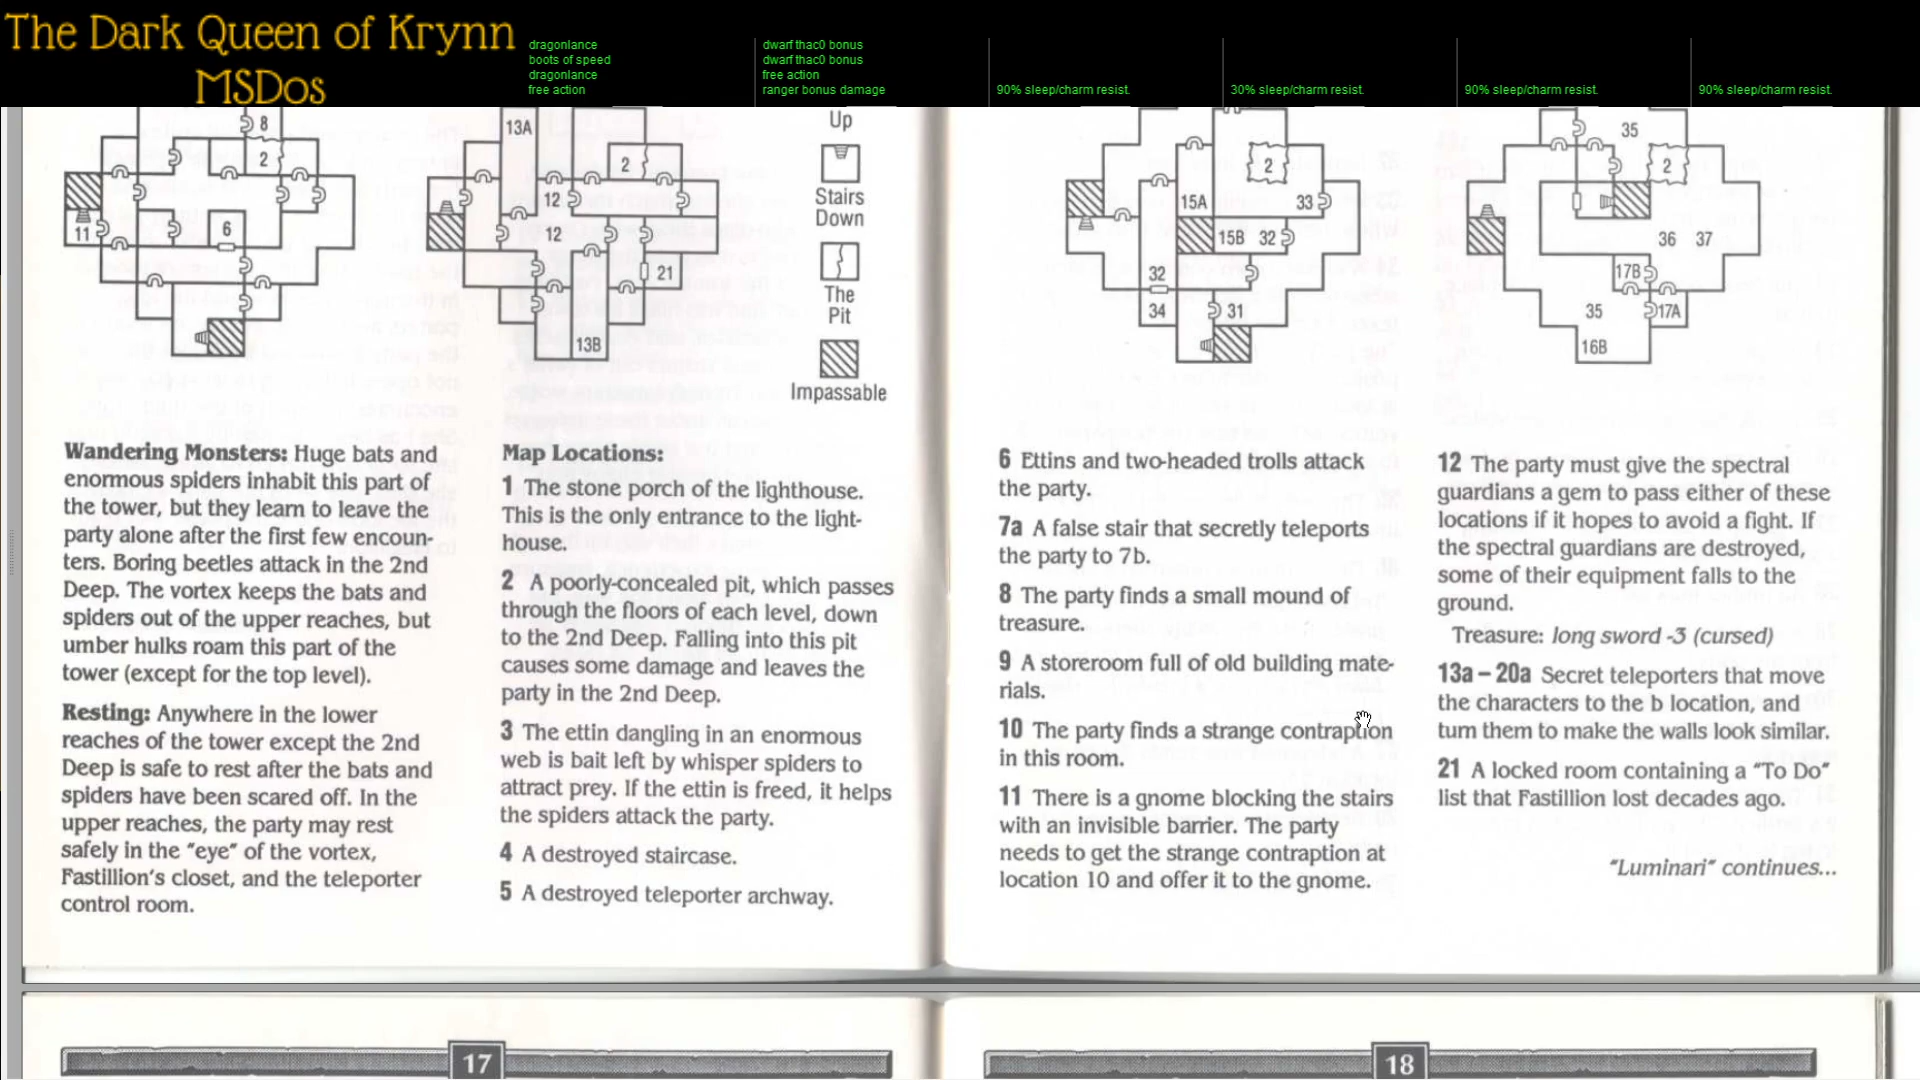 The Dark Queen of Krynn
MSDos
dragonlance
boots of speed
dragonlance
free action
dwarf thac0 bonus
dwarf thac0 bonus
free action
ranger bonus damage
90% sleep/charm resist.
30% sleep/charm resist.
90% sleep/charm resist.
90% sleep/charm resist.
8
2
11
6
13A
2
12
12
21
13B
Up
Stairs
Down
The
Pit
Impassable
2
15A
33
15B
32
32
34
31
35
2
36
37
17B
35
17A
16B
Wandering Monsters: Huge bats and
enormous spiders inhabit this part of
the tower, but they learn to leave the
party alone after the first few encoun-
ters. Boring beetles attack in the 2nd
Deep. The vortex keeps the bats and
spiders out of the upper reaches, but
umber hulks roam this part of the
tower (except for the top level).
Resting: Anywhere in the lower
reaches of the tower except the 2nd
Deep is safe to rest after the bats and
spiders have been scared off. In the
upper reaches, the party may rest
safely in the "eye" of the vortex,
Fastillion's closet, and the teleporter
control room.
Map Locations:
1 The stone porch of the lighthouse.
This is the only entrance to the light-
house.
2 A poorly-concealed pit, which passes
through the floors of each level, down
to the 2nd Deep. Falling into this pit
causes some damage and leaves the
party in the 2nd Deep.
3 The ettin dangling in an enormous
web is bait left by whisper spiders to
attract prey. If the ettin is freed, it helps
the spiders attack the party.
4 A destroyed staircase.
5 A destroyed teleporter archway.
6 Ettins and two-headed trolls attack
the party.
7a A false stair that secretly teleports
the party to 7b.
8 The party finds a small mound of
treasure.
9 A storeroom full of old building mate-
rials.
10 The party finds a strange contraption
in this room.
11 There is a gnome blocking the stairs
with an invisible barrier. The party
needs to get the strange contraption at
location 10 and offer it to the gnome.
12 The party must give the spectral
guardians a gem to pass either of these
locations if it hopes to avoid a fight. If
the spectral guardians are destroyed,
some of their equipment falls to the
ground.
Treasure: long sword -3 (cursed)
13a – 20a Secret teleporters that move
the characters to the b location, and
turn them to make the walls look similar.
21 A locked room containing a "To Do"
list that Fastillion lost decades ago.
"Luminari" continues...
17
18